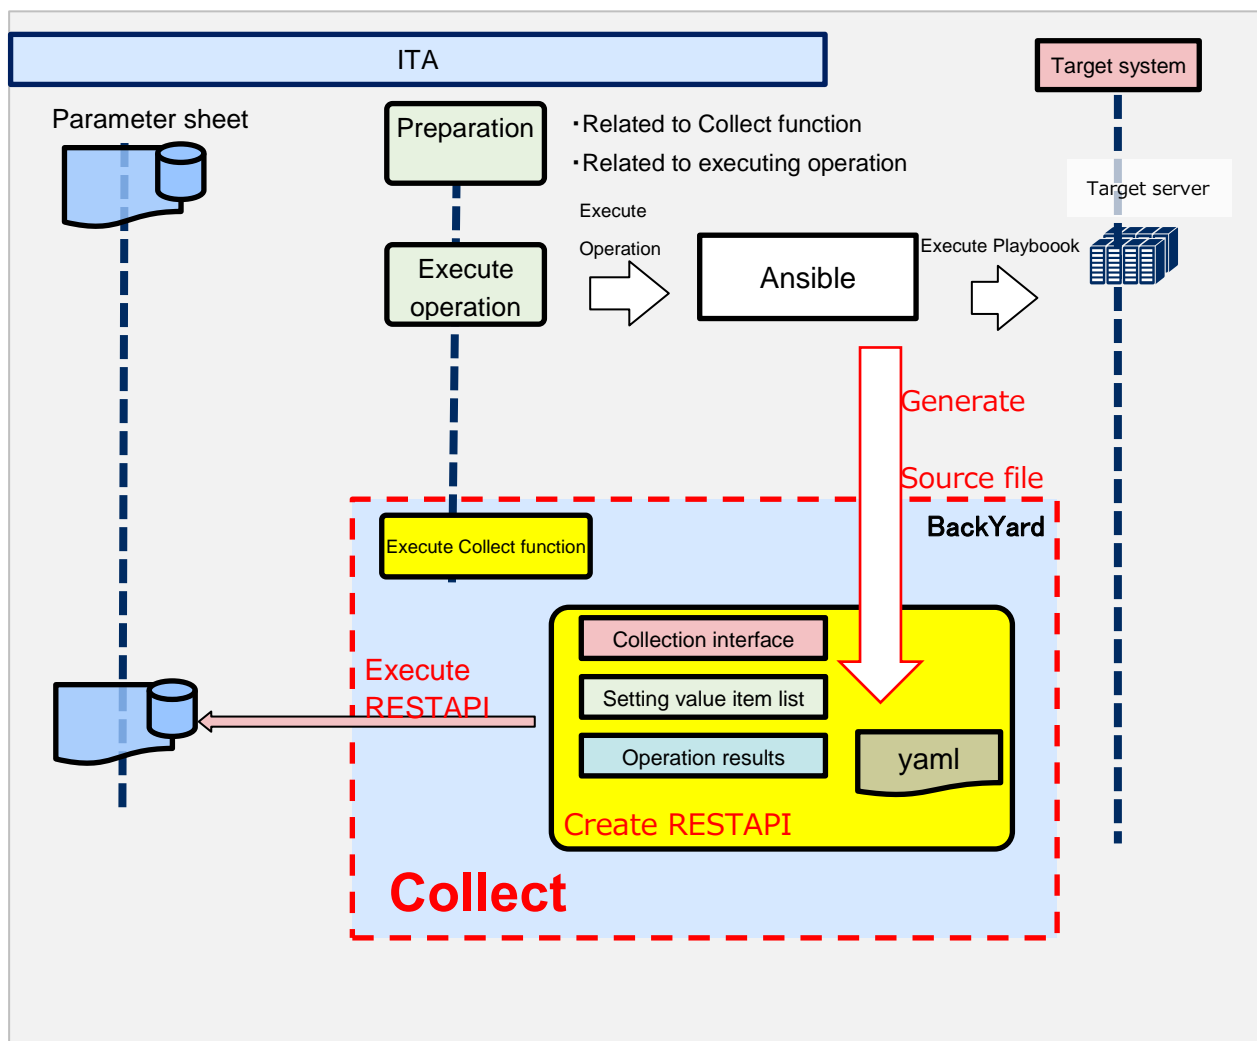 ITA
Target system
Parameter sheet
Preparation
・Related to Collect function
・Related to executing operation
Target server
Execute
Operation
Execute
operation
Ansible
Execute Playboook
Generate
Source file
BackYard
Execute Collect function
Collection interface
Setting value item list
Operation results
yaml
Create RESTAPI
Execute
RESTAPI
Collect